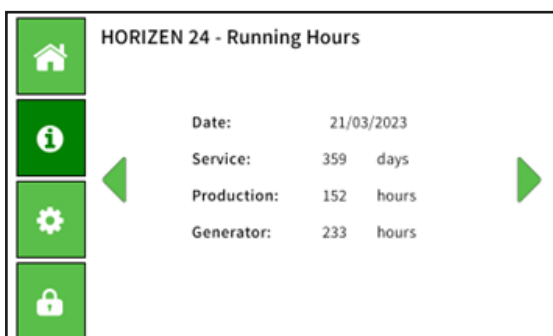 HORIZEN 24 - Running Hours
Date: 21/03/2023
Service: 359 days
Production: 152 hours
Generator: 233 hours